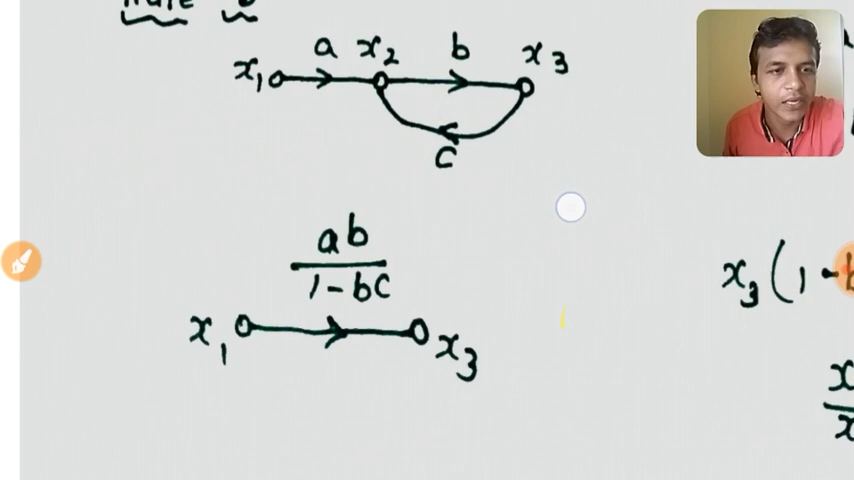 a x2 b x3
x1
c
ab
1-bc
x1 x3
x3(1-b
x
x